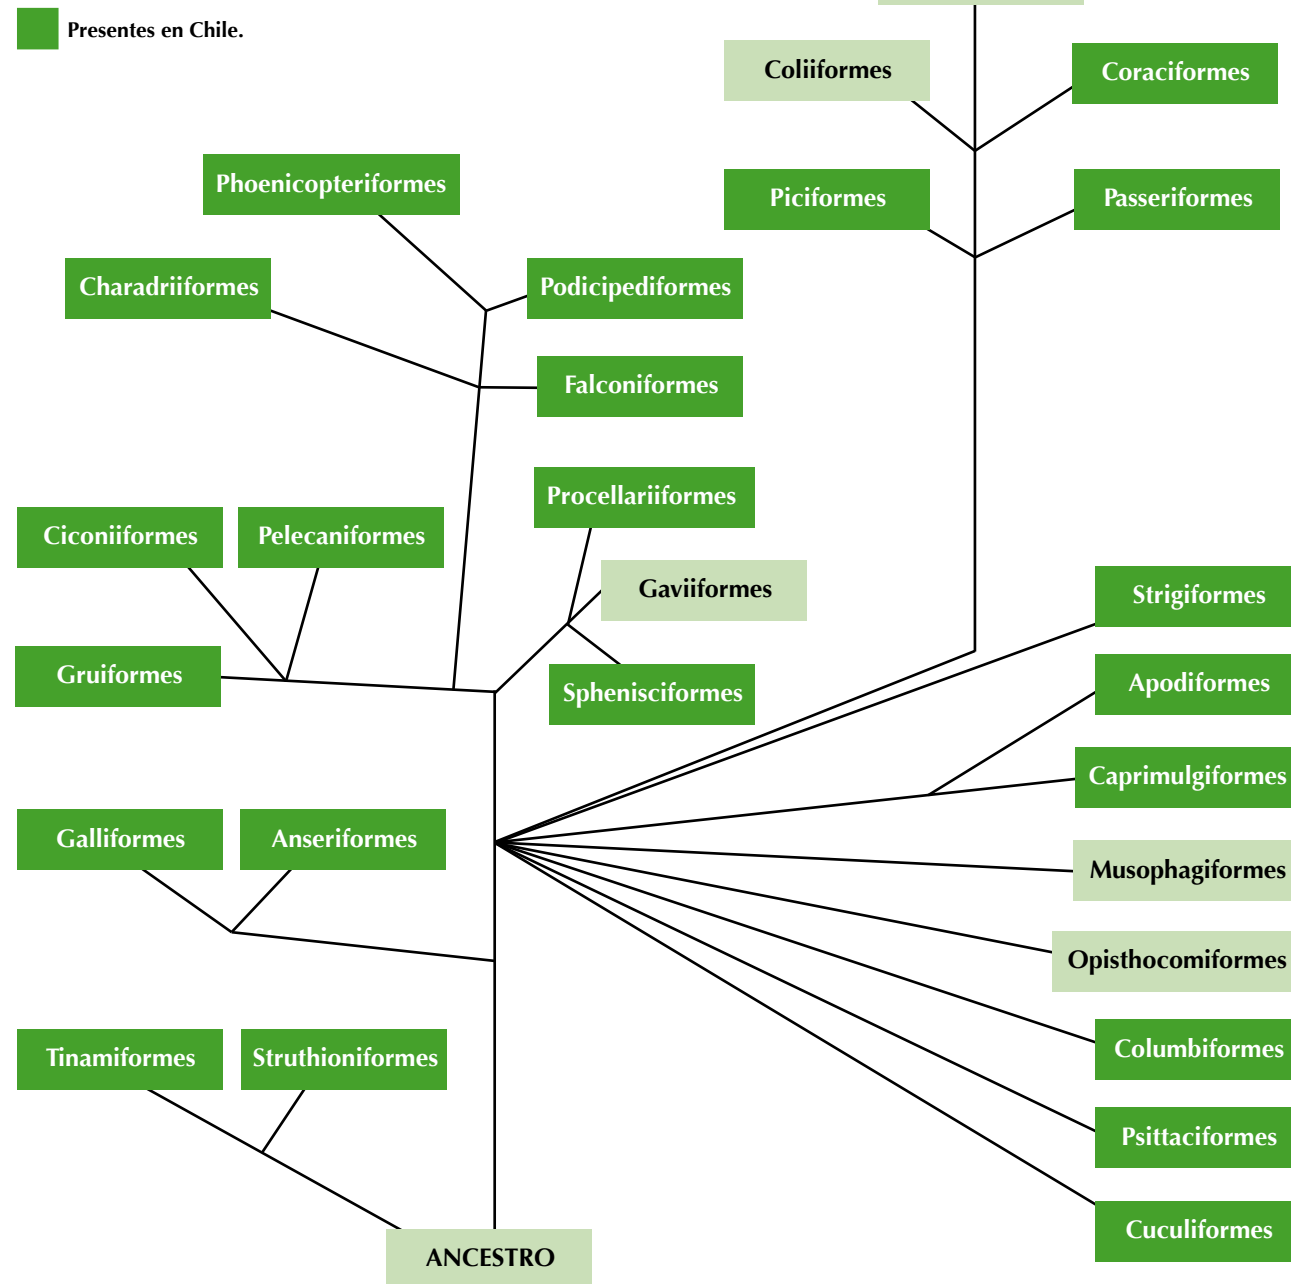 Presentes en Chile.
Coliiformes
Coraciformes
Phoenicopteriformes
Piciformes
Passeriformes
Charadriiformes
Podicipediformes
Falconiformes
Procellariiformes
Ciconiiformes
Pelecaniformes
Gaviiformes
Strigiformes
Gruiformes
Sphenisciformes
Apodiformes
Caprimulgiformes
Galliformes
Anseriformes
Musophagiformes
Opisthocomiformes
Tinamiformes
Struthioniformes
Columbiformes
Psittaciformes
Cuculiformes
ANCESTRO